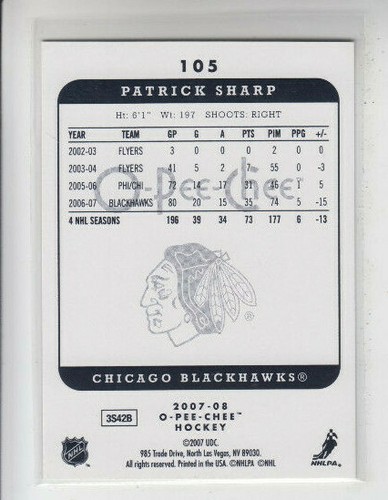 105
PATRICK SHARP
Ht: 6'1" Wt: 197 SHOOTS: RIGHT
YEAR TEAM GP G A PTS PIM PPG +/-
2002-03 FLYERS 3 0 0 0 2 0 0
2003-04 FLYERS 41 5 2 7 55 0 -3
2005-06 PHI/CHI 72 14 17 31 46 1 5
2006-07 BLACKHAWKS 80 20 15 35 74 5 -15
4 NHL SEASONS 196 39 34 73 177 6 -13
O-PEE-CHEE™
CHICAGO BLACKHAWKS®
3S42B
2007-08
O-PEE-CHEE™
HOCKEY
©2007 UDC.
985 Trade Drive, North Las Vegas, NV 89030.
All rights reserved. Printed in the USA. ©NHLPA ©NHL
NHL
NHLPA